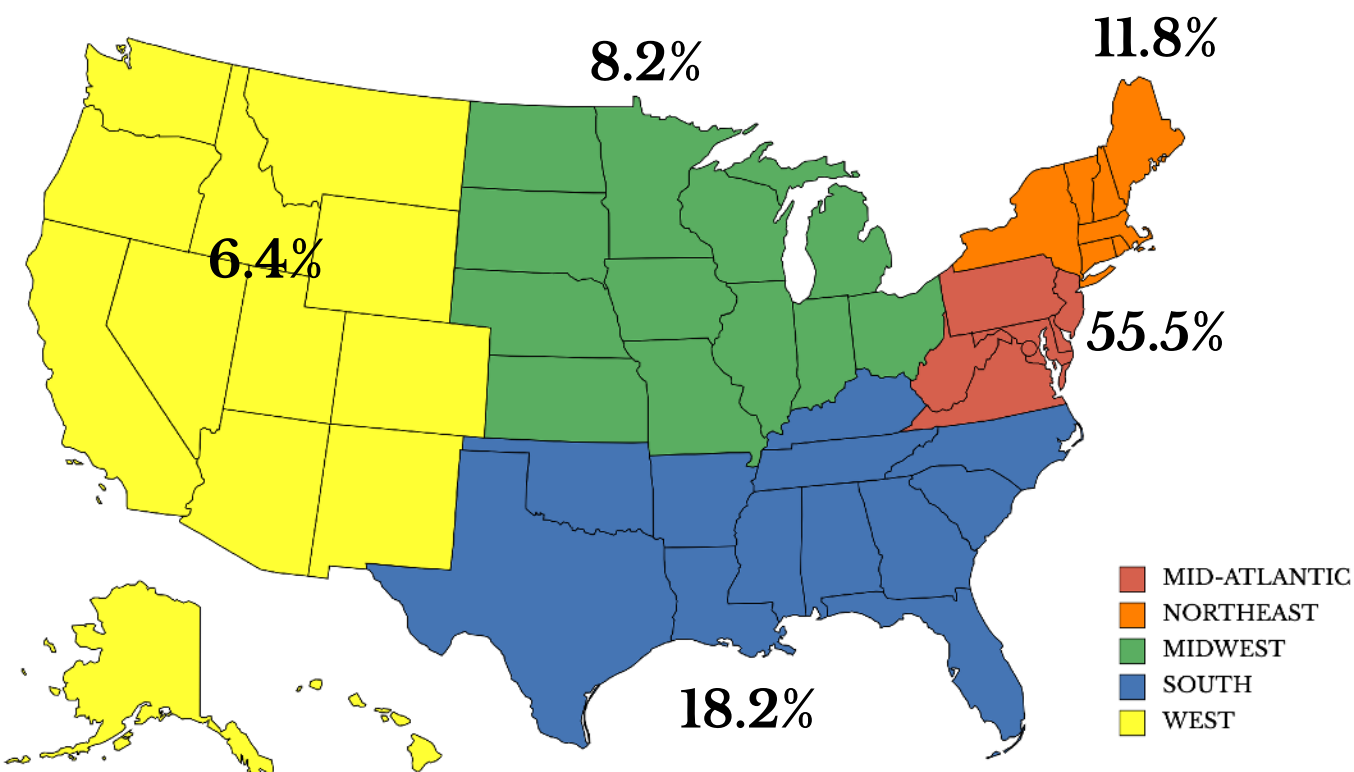 11.8%
8.2%
6.4%
55.5%
MID-ATLANTIC
NORTHEAST
MIDWEST
SOUTH
WEST
18.2%